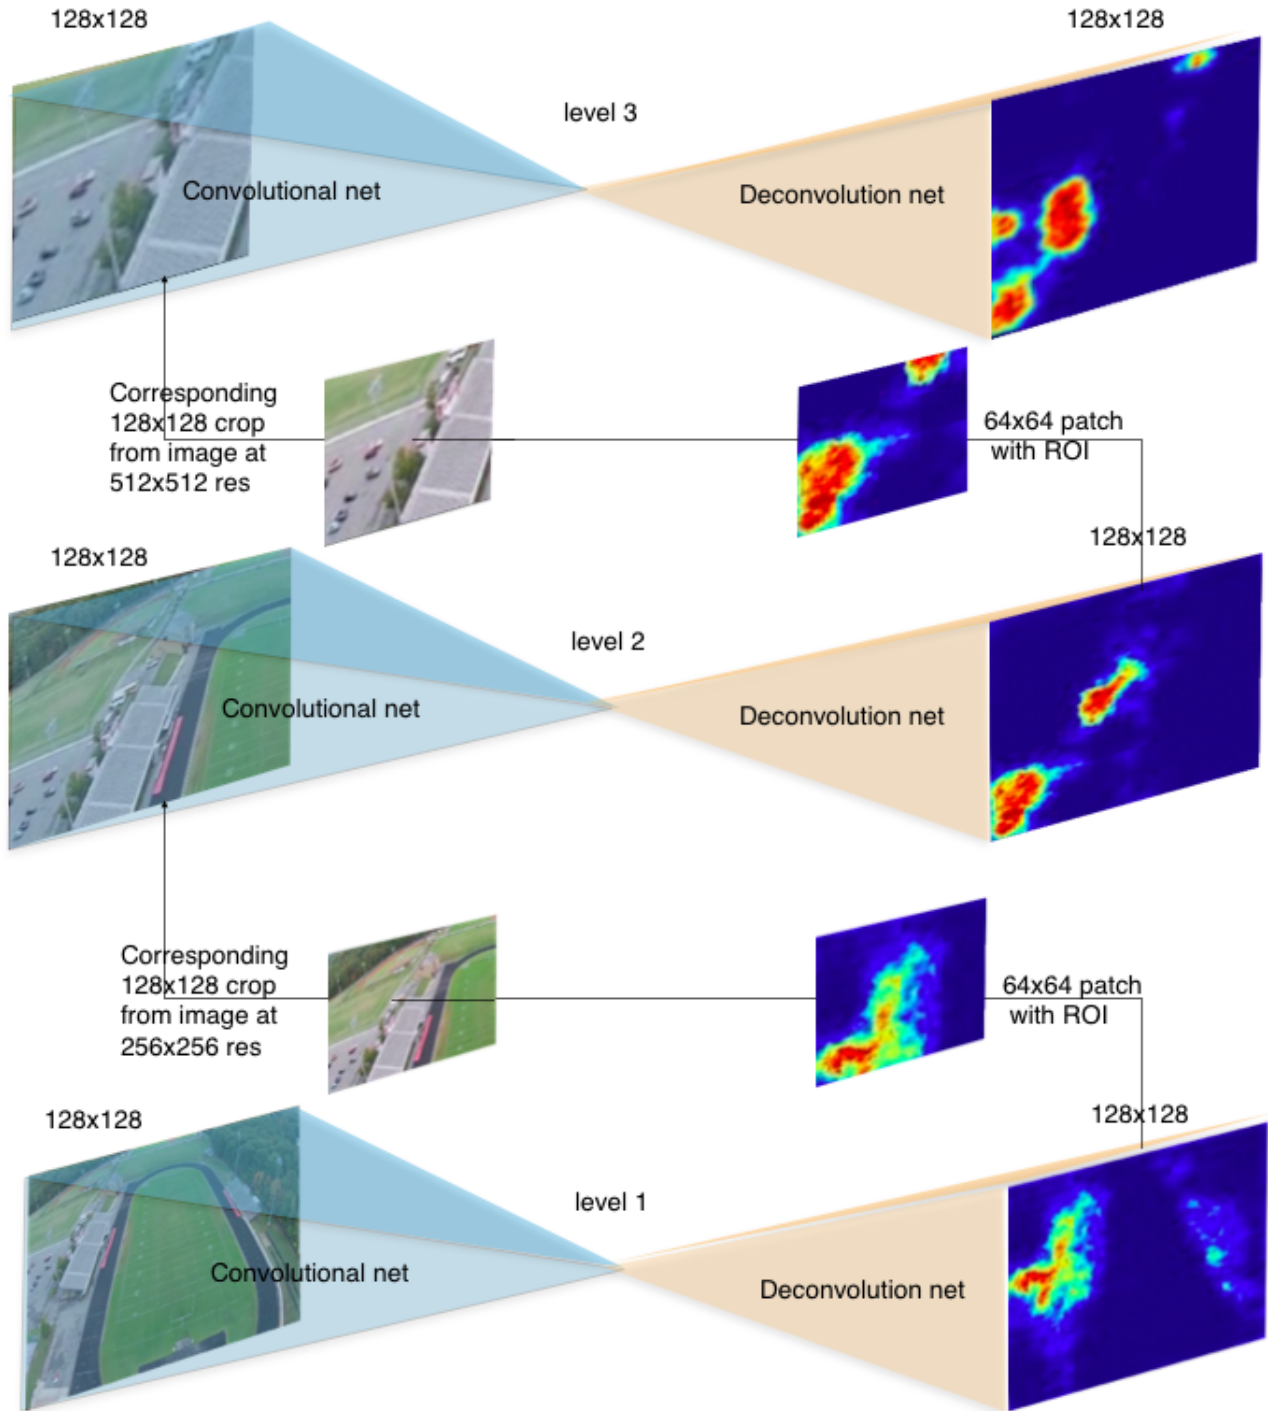 128x128
128x128
level 3
Convolutional net
Deconvolution net
Corresponding
128x128 crop
from image at
512x512 res
64x64 patch
with ROI
128x128
128x128
level 2
Convolutional net
Deconvolution net
Corresponding
128x128 crop
from image at
256x256 res
64x64 patch
with ROI
128x128
128x128
level 1
Convolutional net
Deconvolution net